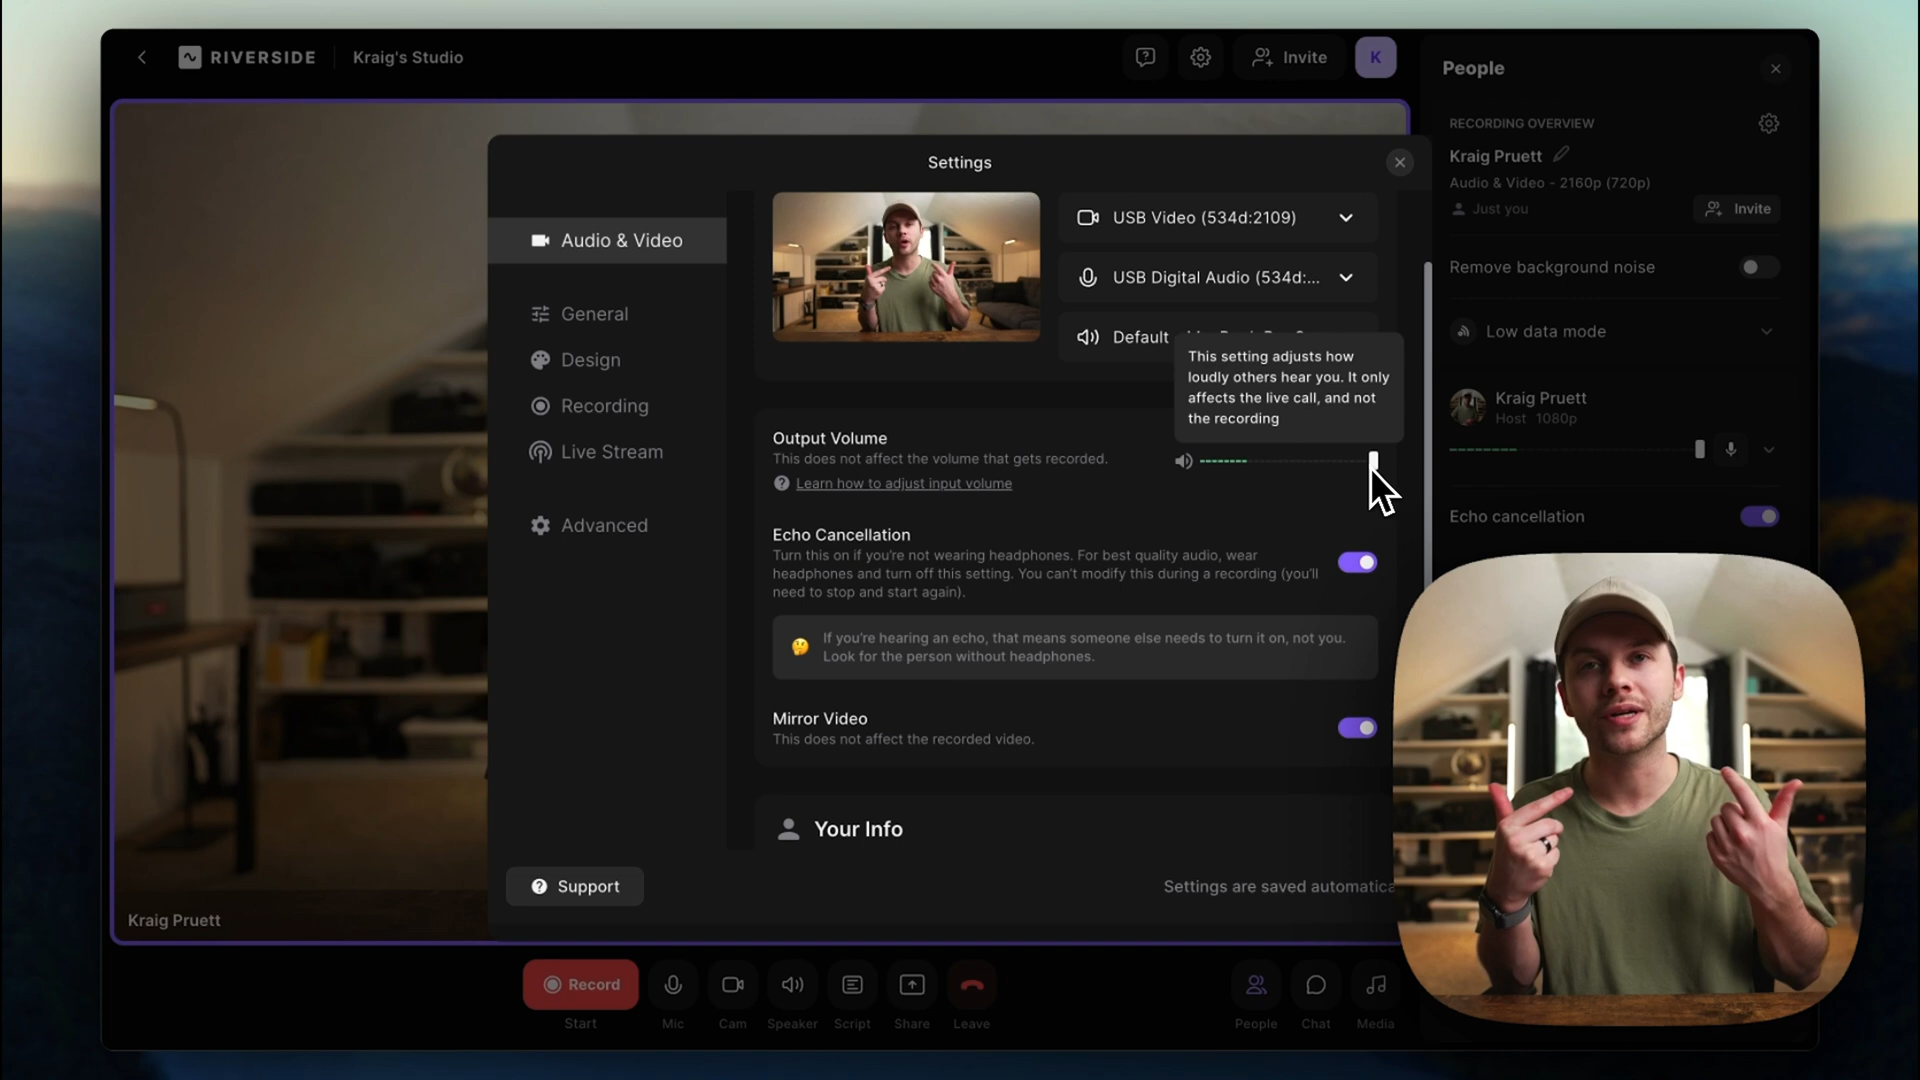 RIVERSIDE
Kraig's Studio
Invite
K
People
RECORDING OVERVIEW
Kraig Pruett
Audio & Video - 2160p (720p)
Just you
Invite
Remove background noise
Low data mode
Kraig Pruett
Host 1080p
Echo cancellation
Settings
Audio & Video
General
Design
Recording
Live Stream
Advanced
USB Video (534d:2109)
USB Digital Audio (534d:...
Default
This setting adjusts how
loudly others hear you. It only
affects the live call, and not
the recording
Output Volume
This does not affect the volume that gets recorded.
Learn how to adjust input volume
Echo Cancellation
Turn this on if you're not wearing headphones. For best quality audio, wear
headphones and turn off this setting. You can't modify this during a recording (you'll
need to stop and start again).
If you're hearing an echo, that means someone else needs to turn it on, not you.
Look for the person without headphones.
Mirror Video
This does not affect the recorded video.
Your Info
Support
Settings are saved automatica
Kraig Pruett
Record
Start
Mic
Cam
Speaker
Script
Share
Leave
People
Chat
Media